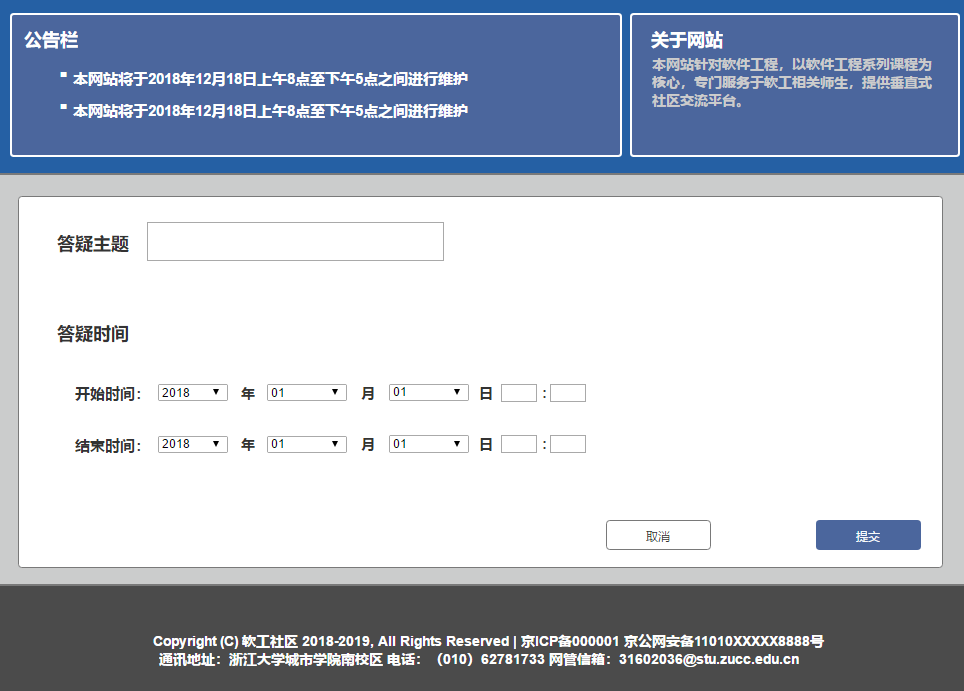 公告栏
本网站将于2018年12月18日上午8点至下午5点之间进行维护
本网站将于2018年12月18日上午8点至下午5点之间进行维护
关于网站
本网站针对软件工程，以软件工程系列课程为
核心，专门服务于软工相关师生，提供垂直式
社区交流平台。
答疑主题
答疑时间
开始时间： 2018 年 01 月 01 日 :
结束时间： 2018 年 01 月 01 日 :
取消 提交
Copyright (C) 软工社区 2018-2019, All Rights Reserved | 京ICP备000001 京公网安备11010XXXXX8888号
通讯地址：浙江大学城市学院南校区 电话：（010）62781733 网管信箱：31602036@stu.zucc.edu.cn